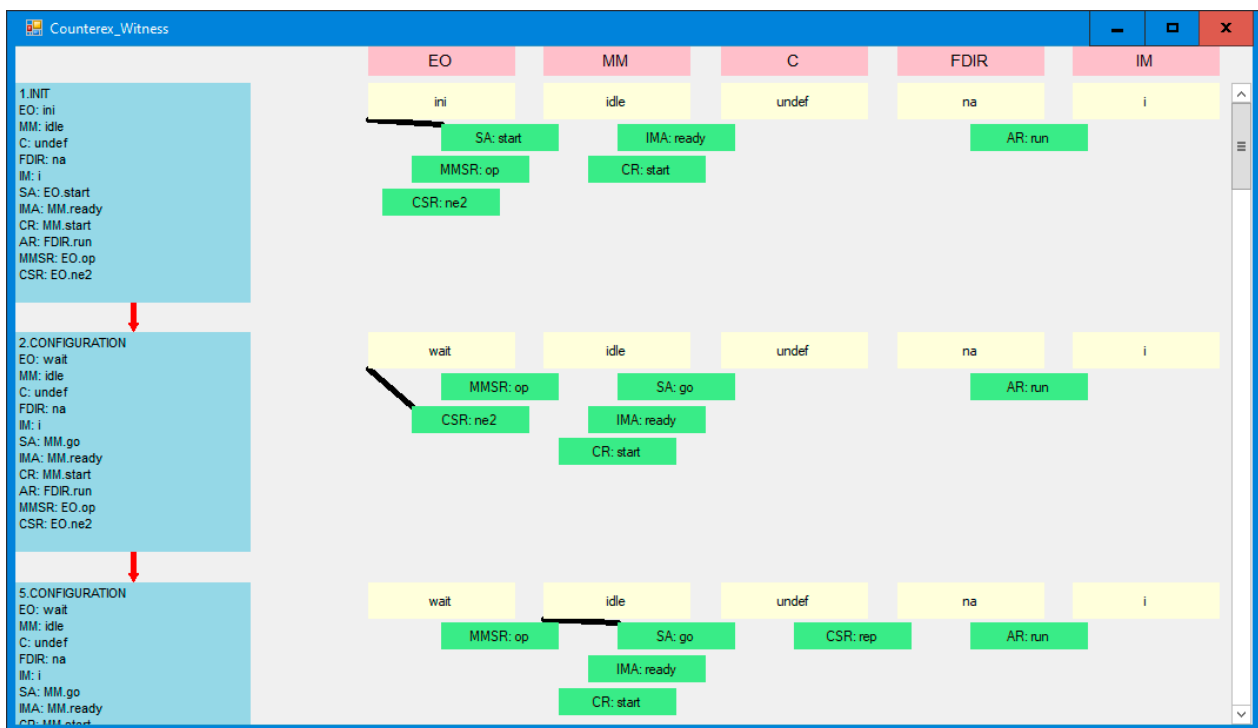 Counterex_Witness
EO MM C FDIR IM
1.INIT
EO: ini
MM: idle
C: undef
FDIR: na
IM: i
SA: EO.start
IMA: MM.ready
CR: MM.start
AR: FDIR.run
MMSR: EO.op
CSR: EO.ne2
ini idle undef na i
SA: start IMA: ready AR: run
MMSR: op CR: start
CSR: ne2
2.CONFIGURATION
EO: wait
MM: idle
C: undef
FDIR: na
IM: i
SA: MM.go
IMA: MM.ready
CR: MM.start
AR: FDIR.run
MMSR: EO.op
CSR: EO.ne2
wait idle undef na i
MMSR: op SA: go AR: run
CSR: ne2 IMA: ready
CR: start
5.CONFIGURATION
EO: wait
MM: idle
C: undef
FDIR: na
IM: i
SA: MM.go
IMA: MM.ready
CR: MM.start
wait idle undef na i
MMSR: op SA: go CSR: rep AR: run
IMA: ready
CR: start